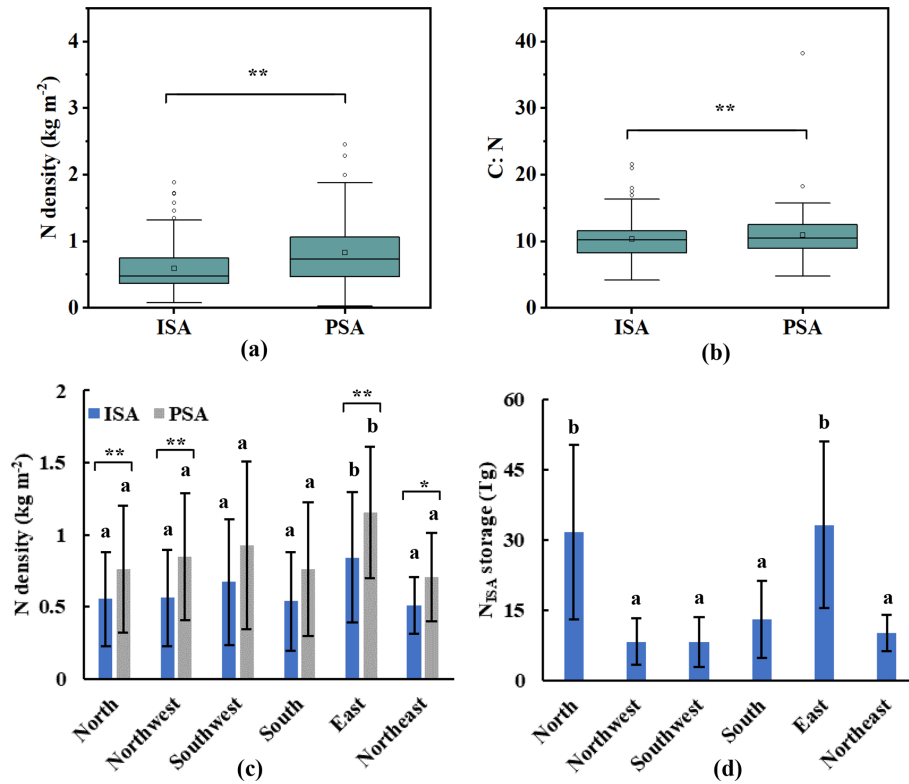 4
3
2
1
0
N density (kg m⁻²)
**
ISA PSA
(a)
40
30
20
10
0
C: N
**
ISA PSA
(b)
2
1.5
1
0.5
0
N density (kg m⁻²)
ISA PSA
** ** ** *
a a a a a a a a b b a a
North Northwest Southwest South East Northeast
(c)
60
45
30
15
0
N_ISA storage (Tg)
b a a a b a
North Northwest Southwest South East Northeast
(d)